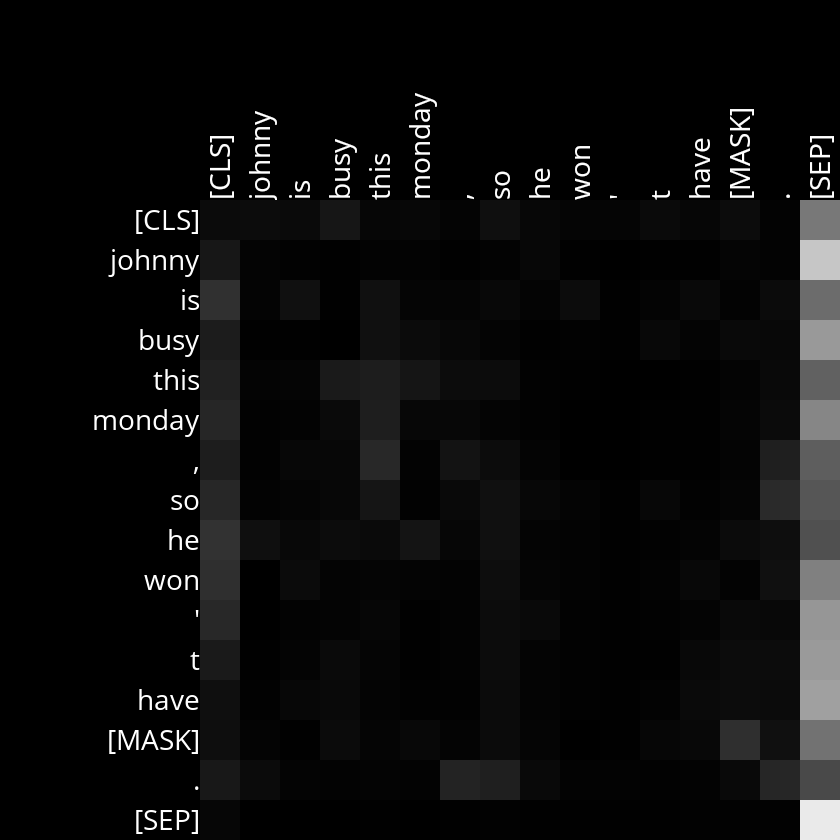 [CLS] johnny is busy this monday , so he won ' t have [MASK] . [SEP]
[CLS]
johnny
is
busy
this
monday
,
so
he
won
'
t
have
[MASK]
.
[SEP]